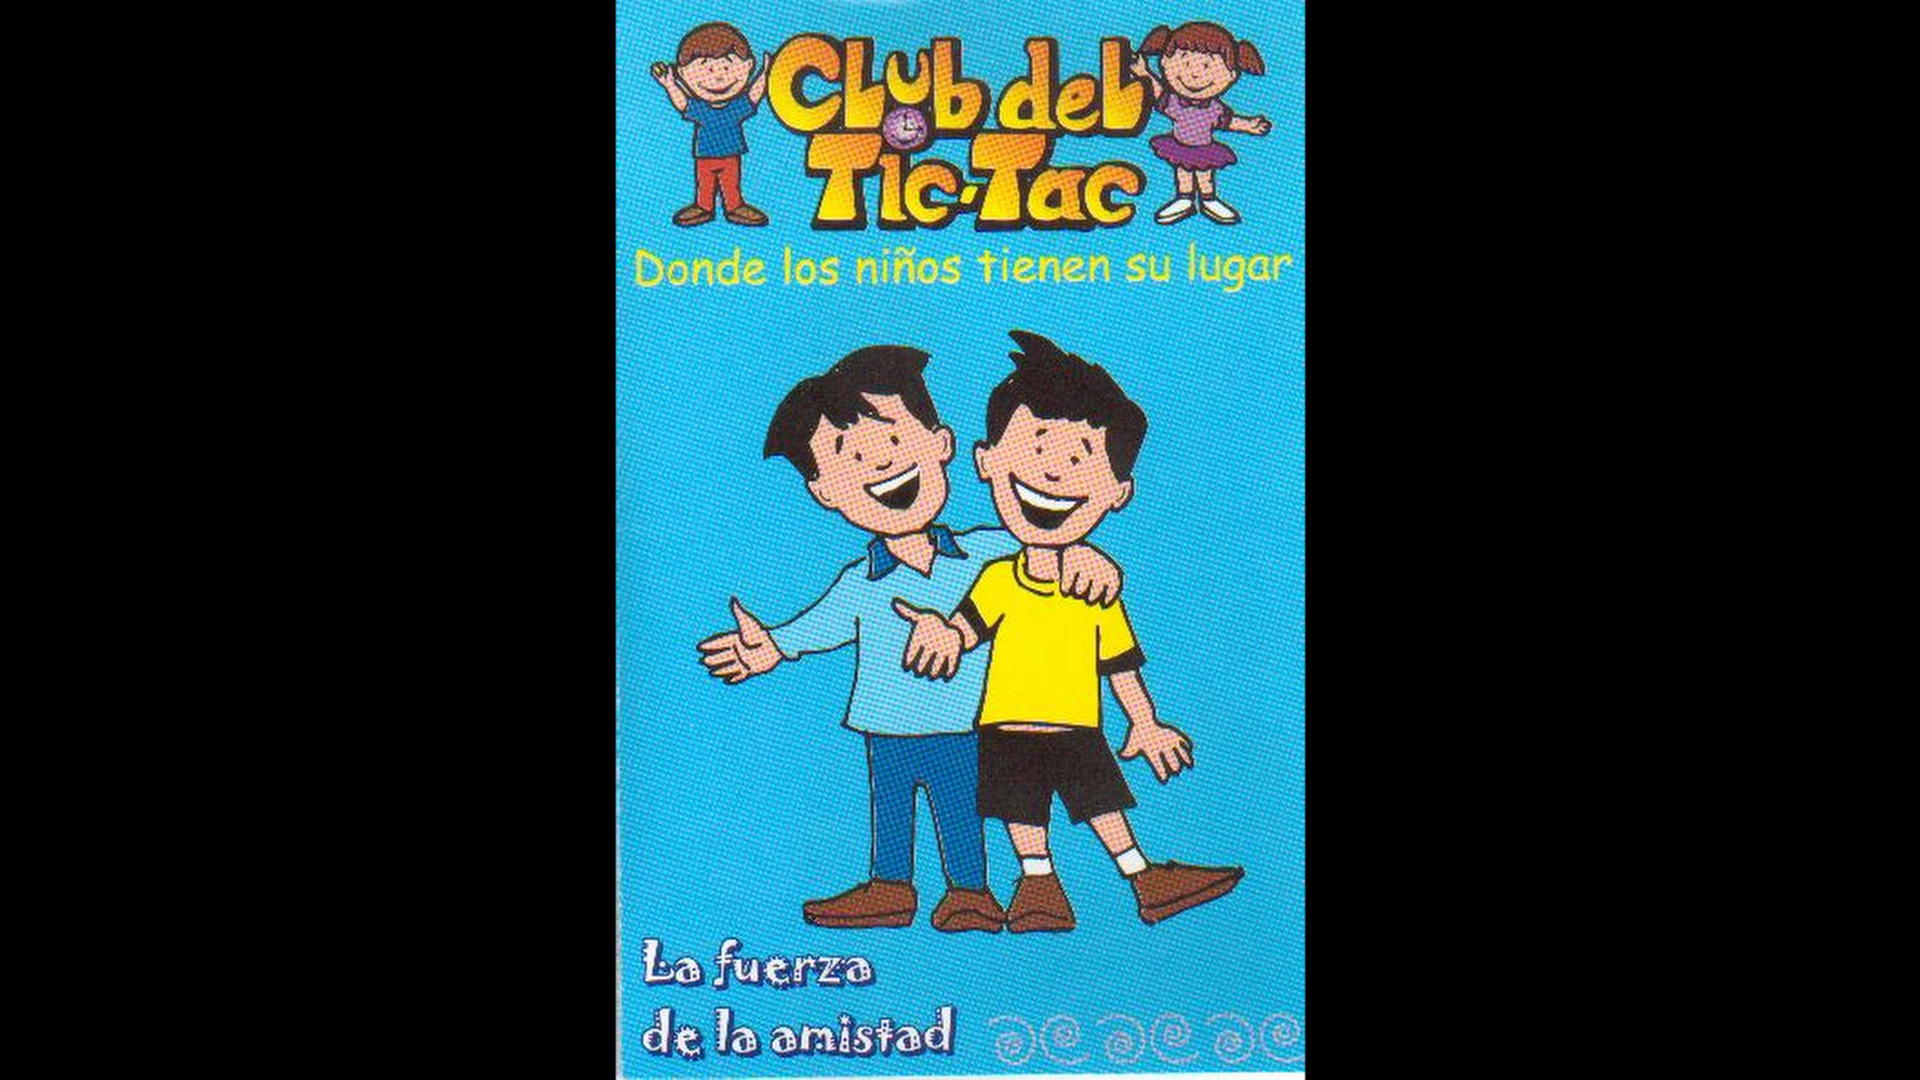 Club del
Tic-Tac
Donde los niños tienen su lugar
La fuerza
de la amistad